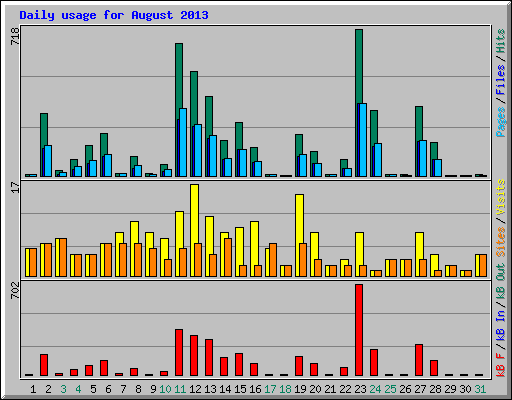 Daily usage for August 2013
718
Pages / Files / Hits
17
Sites / Visits
702
kB F / kB In / kB Out
1 2 3 4 5 6 7 8 9 10 11 12 13 14 15 16 17 18 19 20 21 22 23 24 25 26 27 28 29 30 31